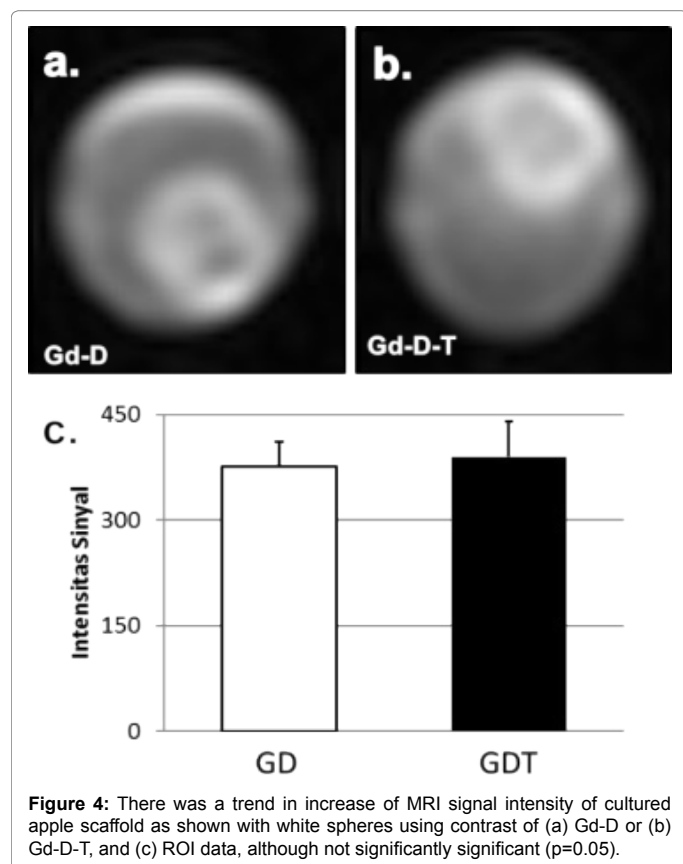 a.
b.
Gd-D
Gd-D-T
C.
450
300
150
0
Intensitas Sinyal
GD
GDT
Figure 4: There was a trend in increase of MRI signal intensity of cultured
apple scaffold as shown with white spheres using contrast of (a) Gd-D or (b)
Gd-D-T, and (c) ROI data, although not significantly significant (p=0.05).